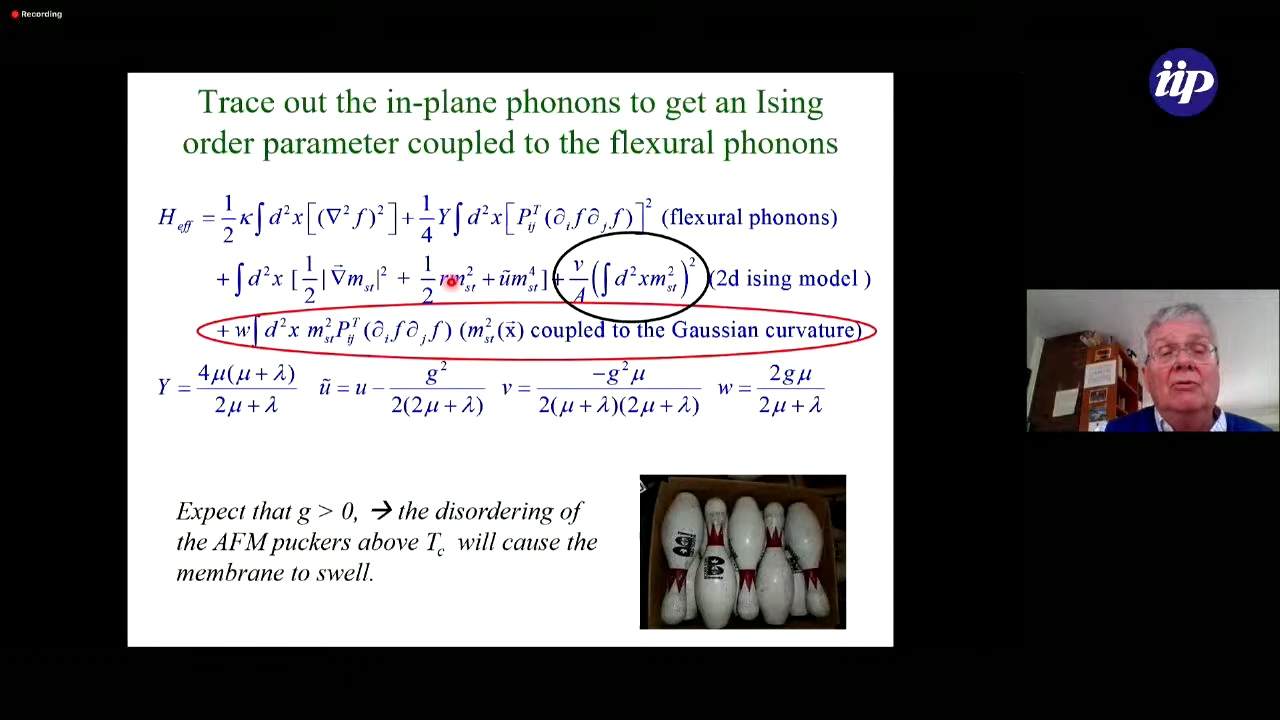 Recording
iip
Trace out the in-plane phonons to get an Ising
order parameter coupled to the flexural phonons
H_eff = 1/2 κ∫d²x[(∇²f)²] + 1/4 Y∫d²x[P_ij^T(∂_i f ∂_j f)]² (flexural phonons)
+ ∫d²x [1/2 |∇⃗m_st|² + 1/2 rm_st² + ũm_st⁴] + v/A (∫d²xm_st²)² (2d ising model )
+ w∫d²x m_st² P_ij^T(∂_i f ∂_j f) (m_st²(x⃗) coupled to the Gaussian curvature)
Y = 4μ(μ + λ)/2μ + λ ũ = u − g²/2(2μ + λ) v = −g²μ/2(μ + λ)(2μ + λ) w = 2gμ/2μ + λ
Expect that g > 0, → the disordering of
the AFM puckers above T_c will cause the
membrane to swell.